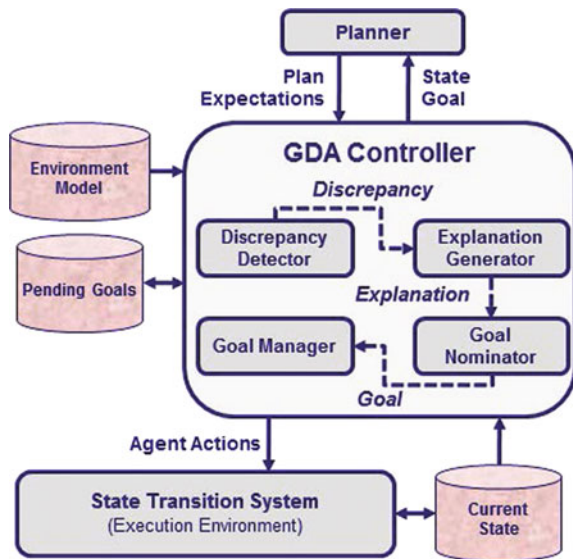 Planner
Plan
Expectations
State
Goal
GDA Controller
Environment
Model
Discrepancy
Discrepancy
Detector
Explanation
Generator
Pending Goals
Explanation
Goal Manager
Goal
Nominator
Goal
Agent Actions
State Transition System
(Execution Environment)
Current
State